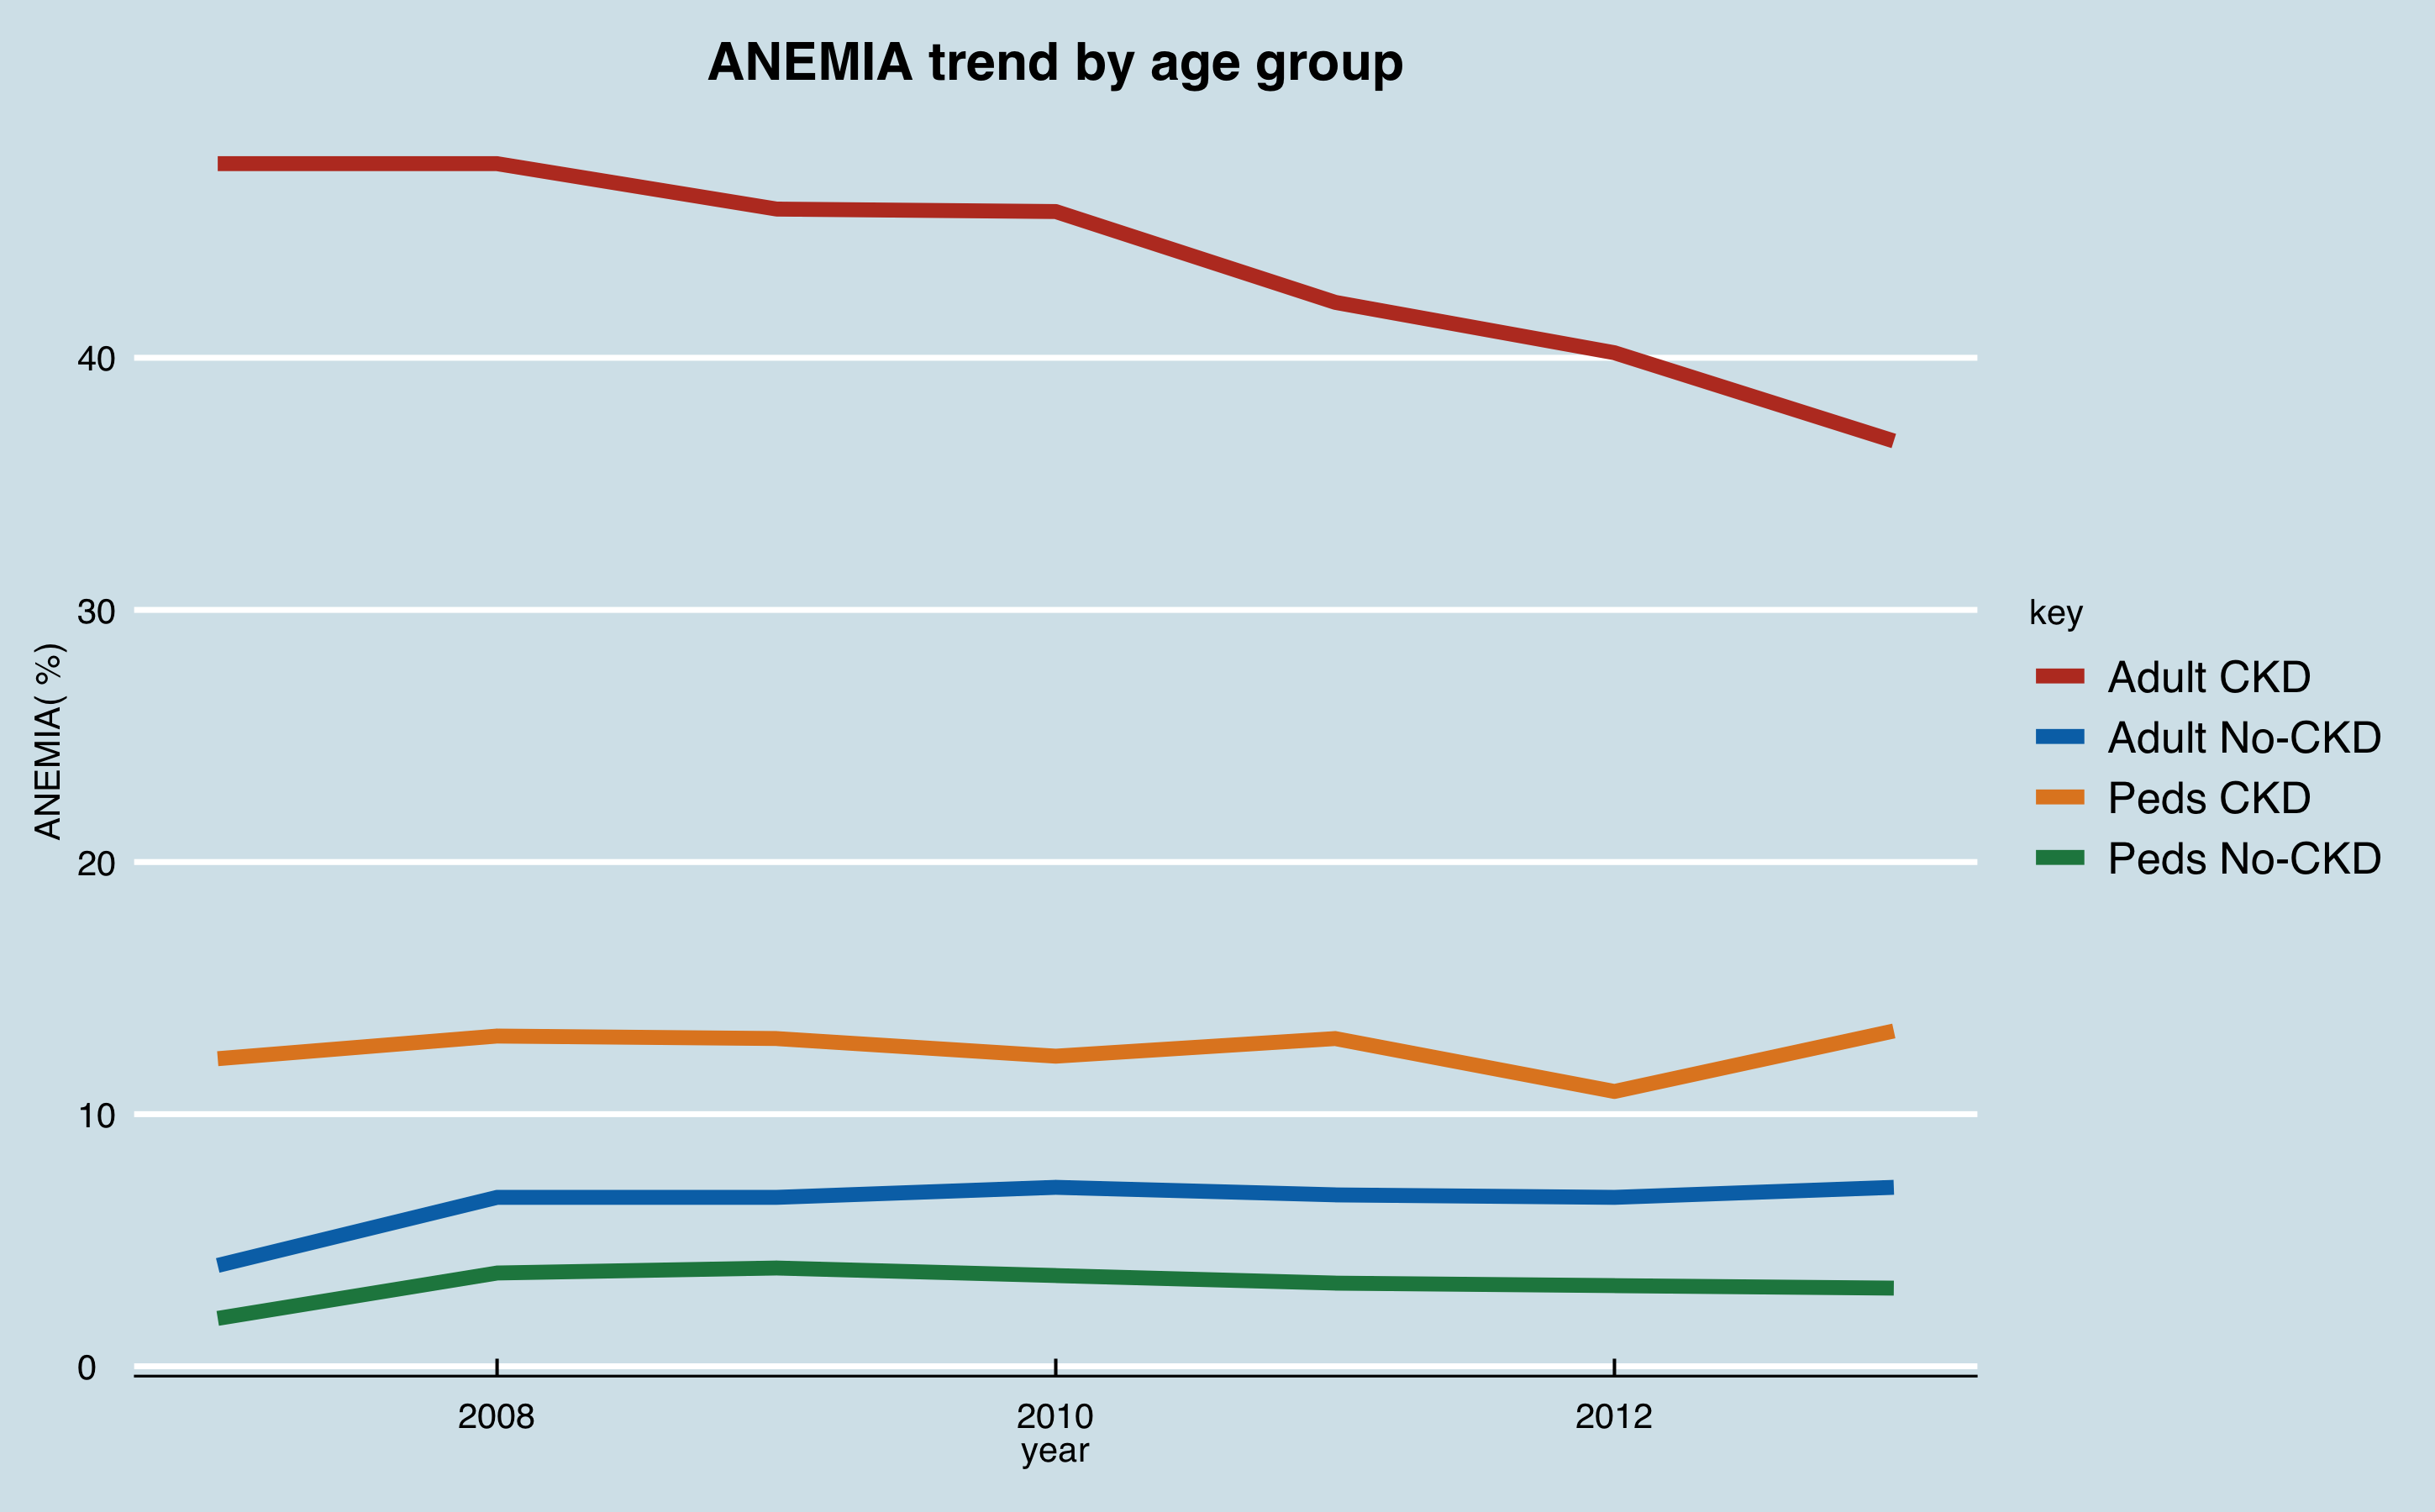 ANEMIA trend by age group
ANEMIA( %)
40
30
20
10
0
2008
2010
2012
year
key
Adult CKD
Adult No-CKD
Peds CKD
Peds No-CKD